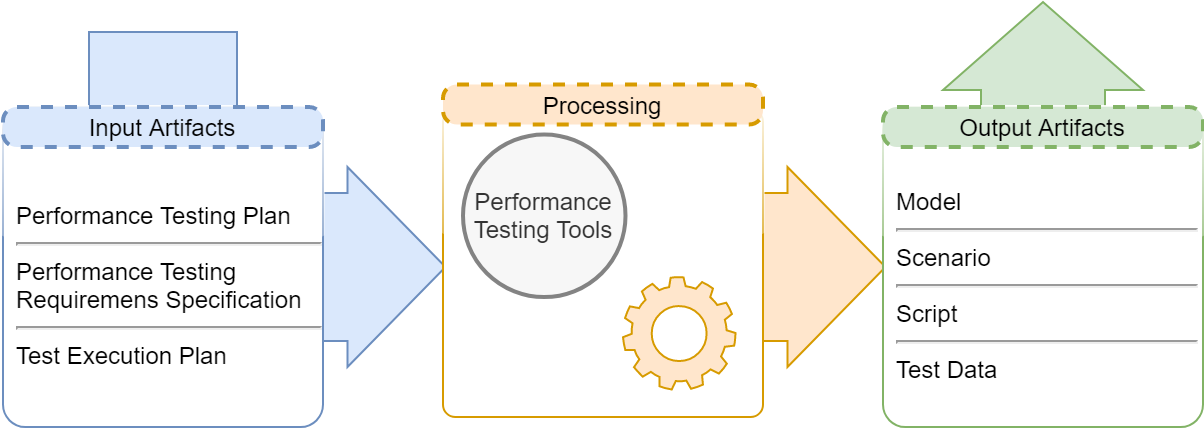 Input Artifacts
Performance Testing Plan
Performance Testing
Requiremens Specification
Test Execution Plan
Processing
Performance
Testing Tools
Output Artifacts
Model
Scenario
Script
Test Data